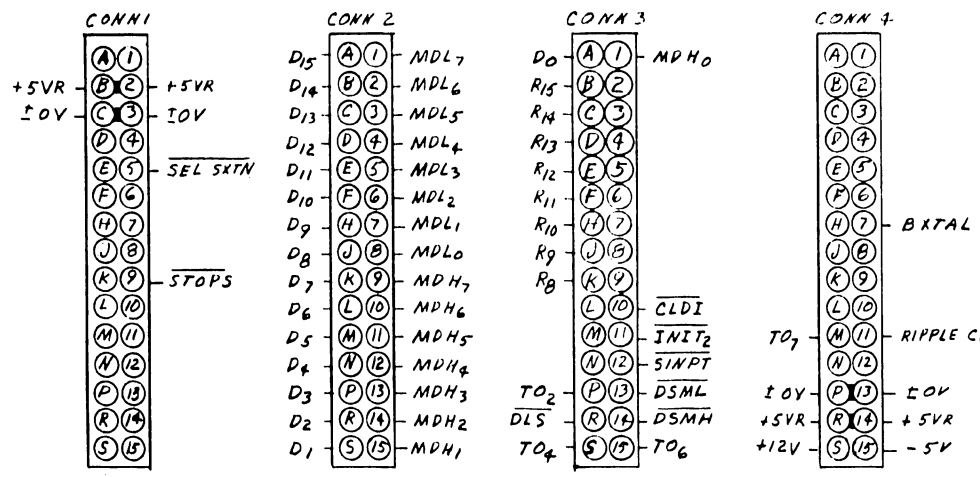 CONN1 CONN 2 CONN 3 CONN 4
A 1 D15 A 1 MDL7 D0 A 1 MDH0 A 1
+5VR B 2 +5VR D14 B 2 MDL6 R15 B 2 B 2
±0V C 3 ±0V D13 C 3 MDL5 R14 C 3 C 3
D 4 D12 D 4 MDL4 R13 D 4 D 4
E 5 SEL SXTN D11 E 5 MDL3 R12 E 5 E 5
F 6 D10 F 6 MDL2 R11 F 6 F 6
H 7 D9 H 7 MDL1 R10 H 7 H 7 BXTAL
J 8 D8 J 8 MDL0 R9 J 8 J 8
K 9 STOPS D7 K 9 MDH7 R8 K 9 K 9
L 10 D6 L 10 MDH6 L 10 CLDI L 10
M 11 D5 M 11 MDH5 M 11 INIT2 TO7 M 11 RIPPLE C
N 12 D4 N 12 MDH4 N 12 SINPT N 12
P 13 D3 P 13 MDH3 TO2 P 13 DSML ±0V P 13 ±0V
R 14 D2 R 14 MDH2 DLS R 14 DSMH +5VR R 14 +5VR
S 15 D1 S 15 MDH1 TO4 S 15 TO6 +12V S 15 -5V